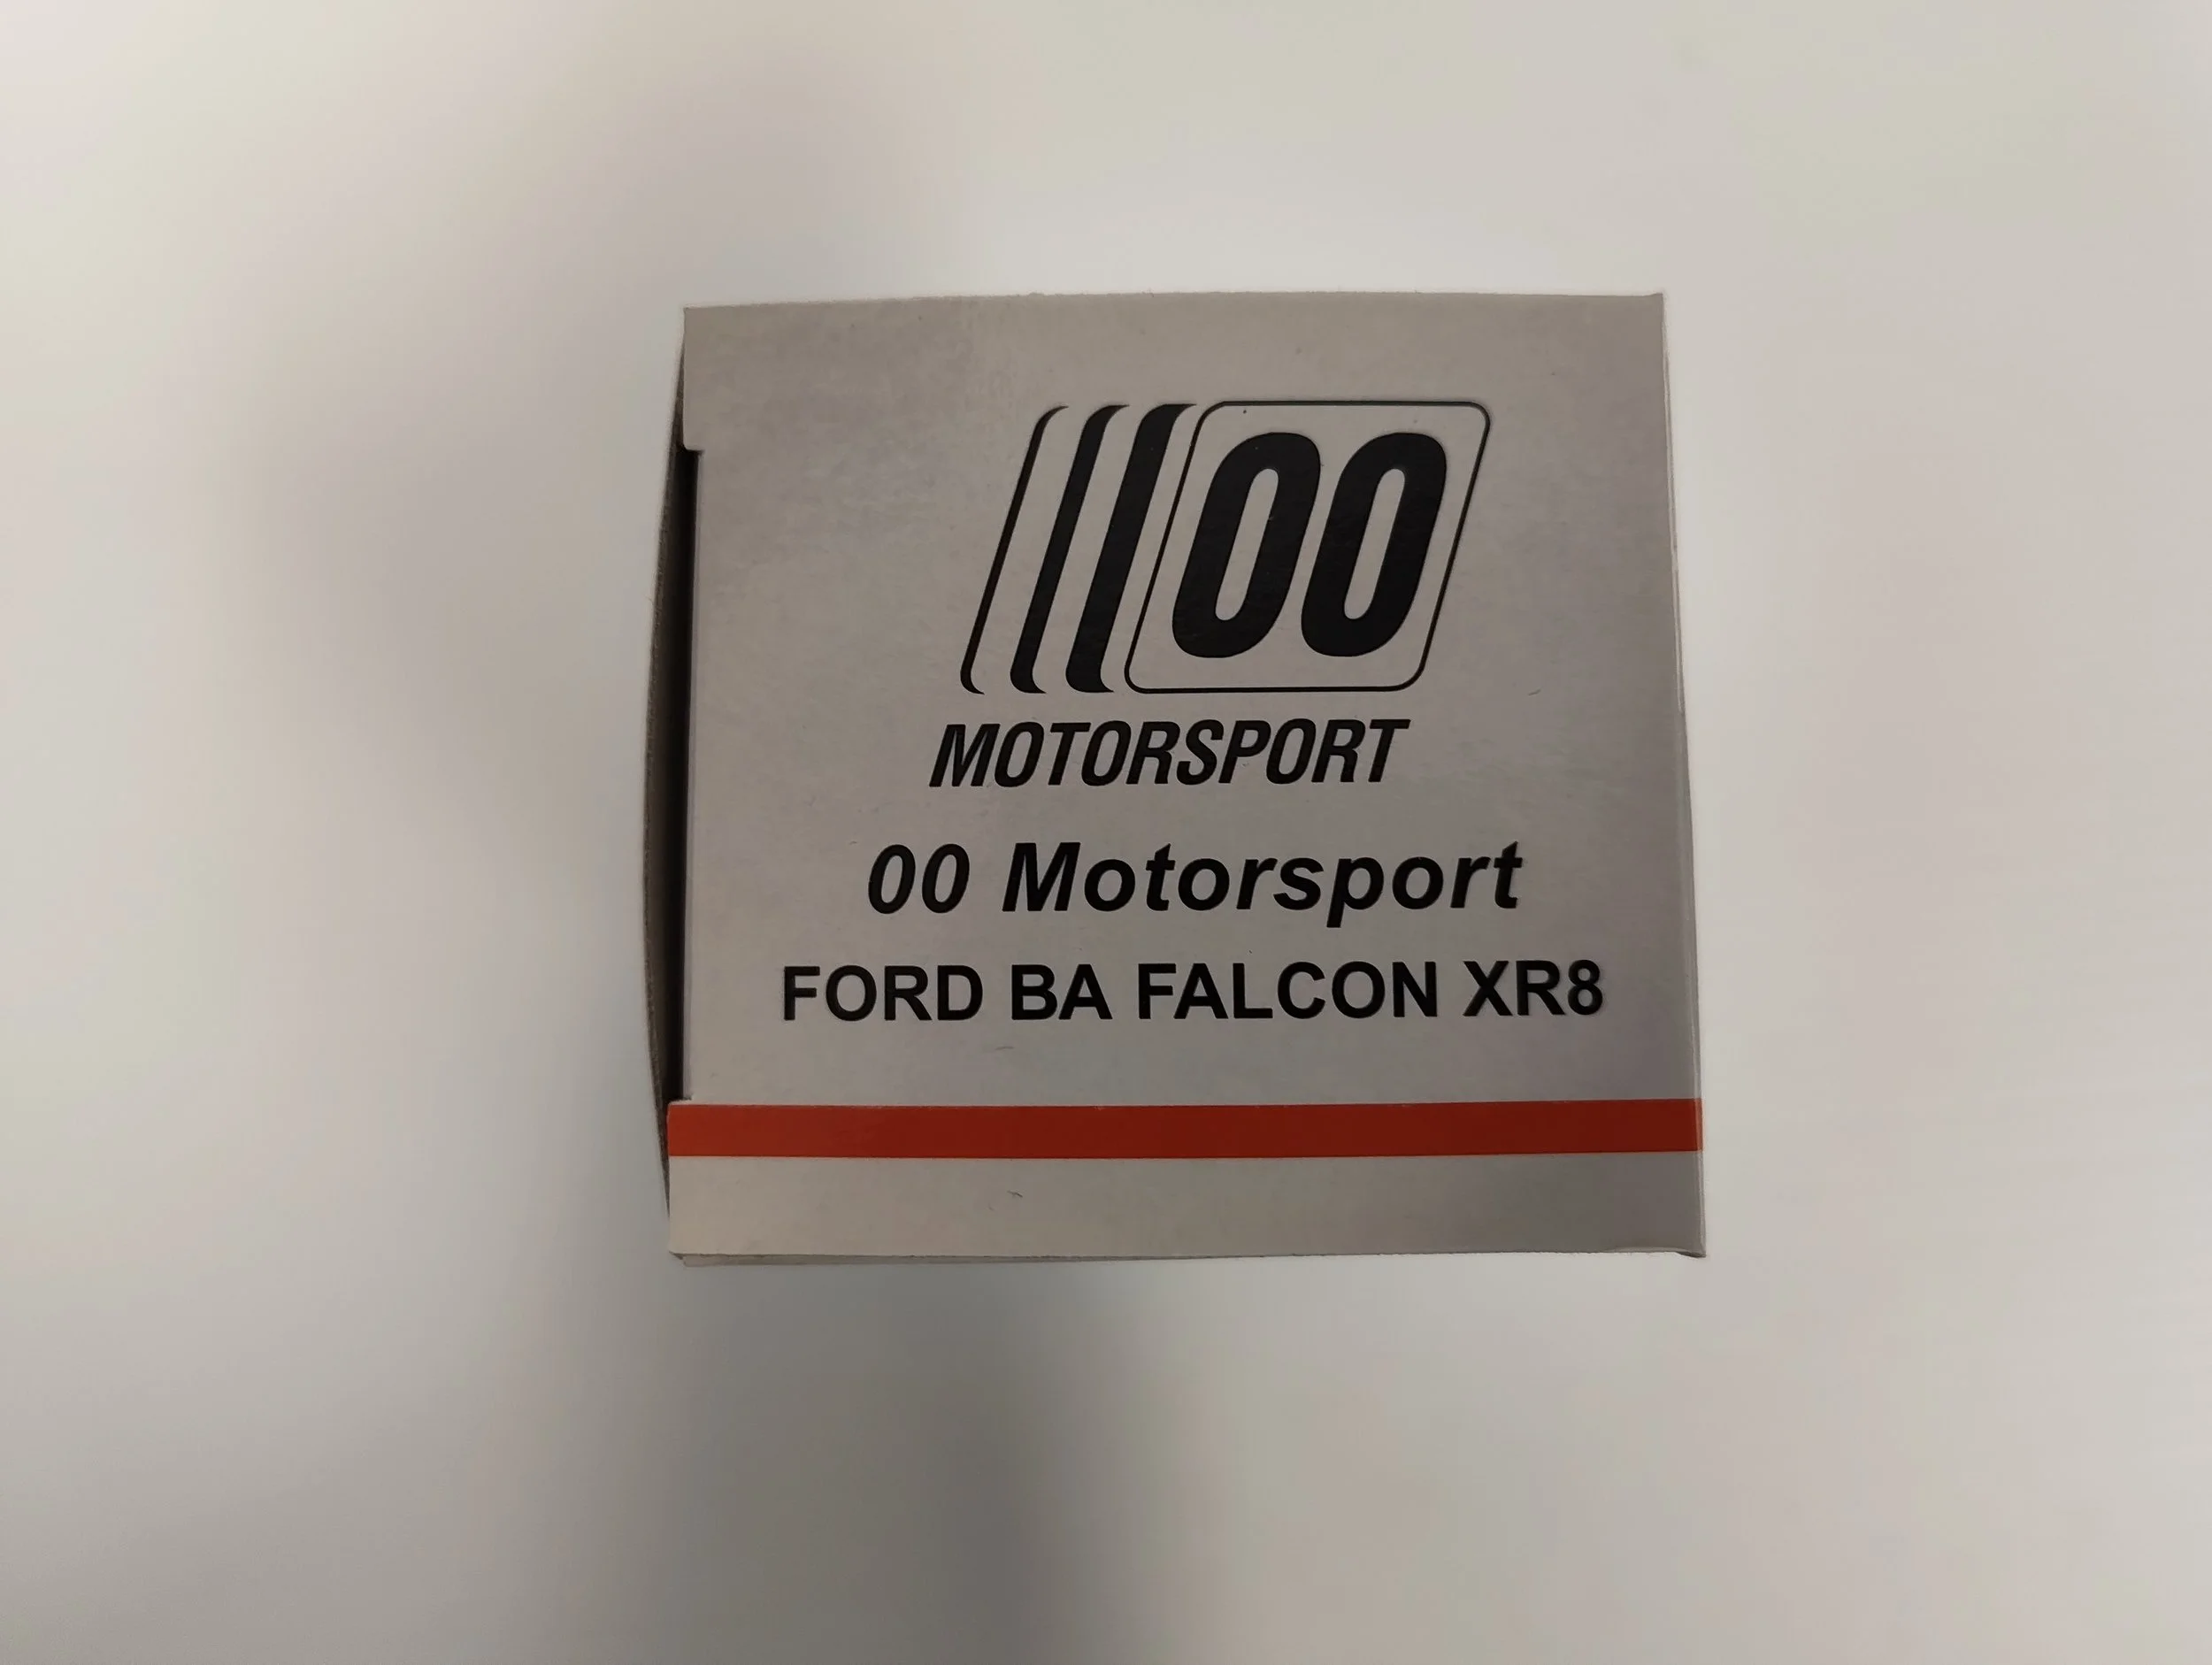 00
MOTORSPORT
00 Motorsport
FORD BA FALCON XR8